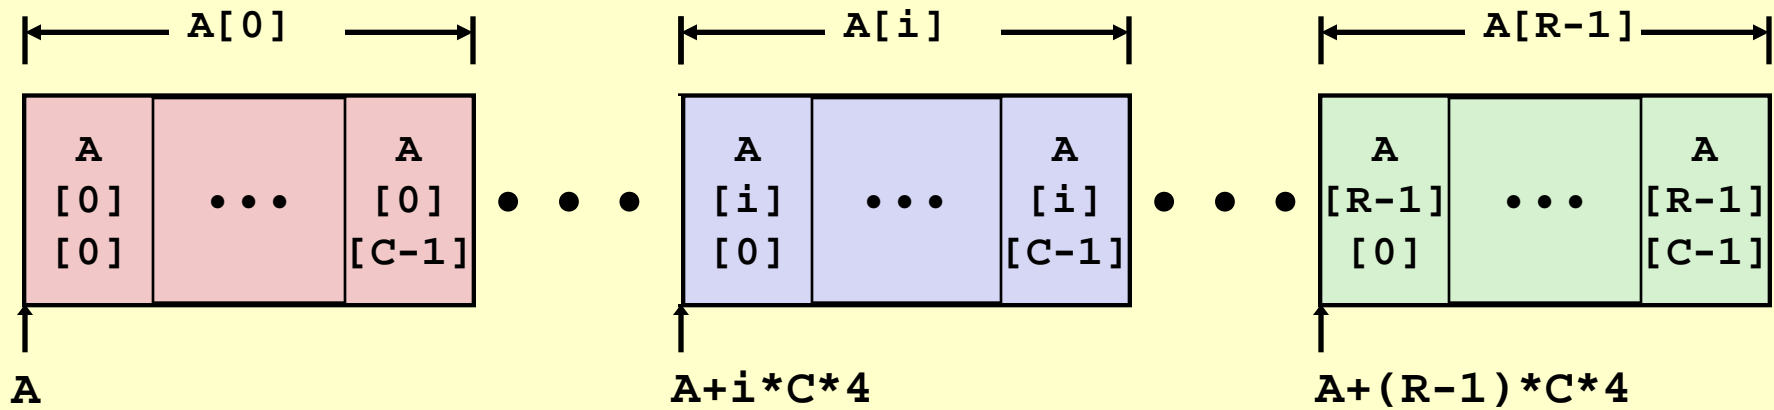 A[0] A[i] A[R-1]
A A A A A A
[0] ••• [0] • • • [i] ••• [i] • • • [R-1] ••• [R-1]
[0] [C-1] [0] [C-1] [0] [C-1]
A A+i*C*4 A+(R-1)*C*4